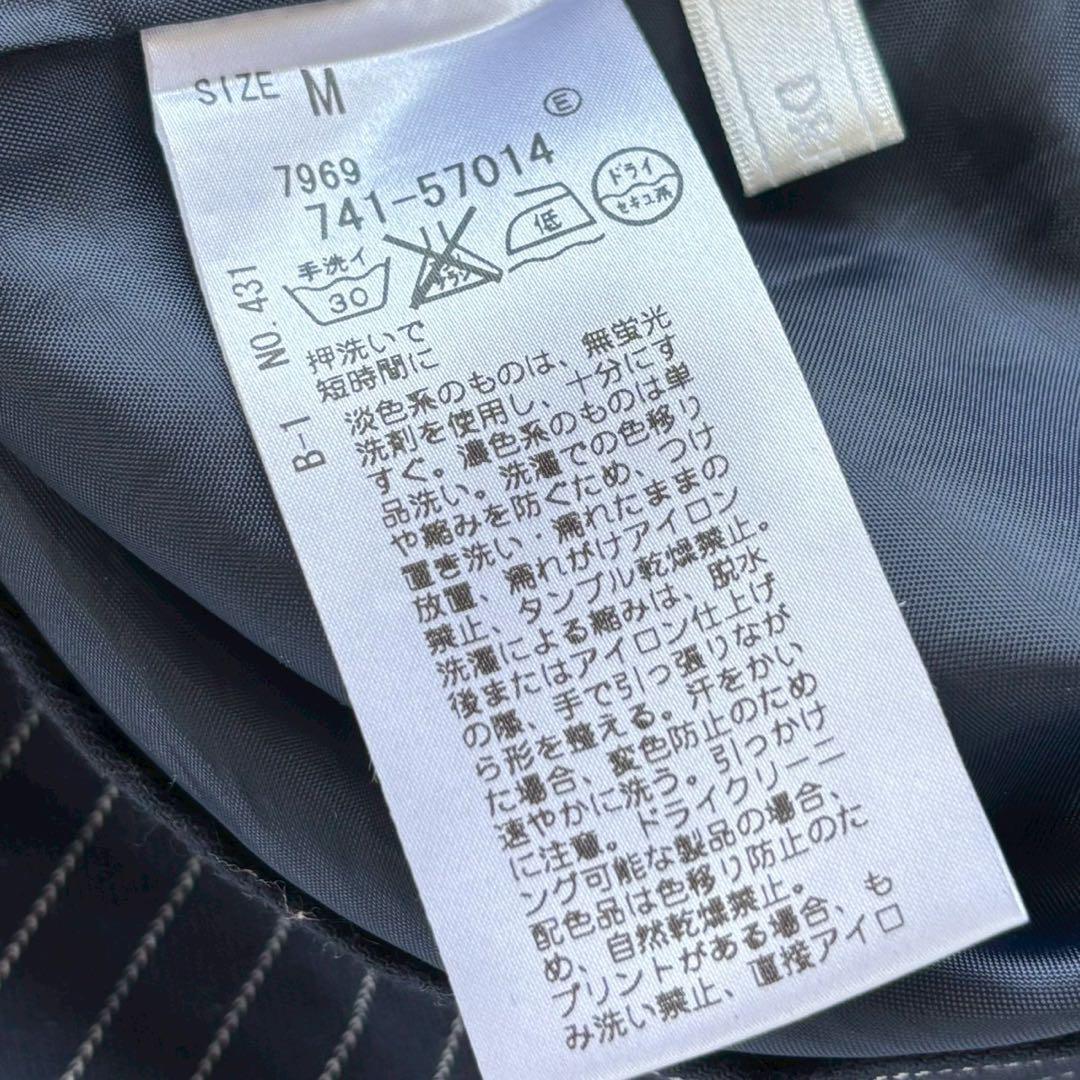 SIZE M
Ⓔ
7969
741-57014
手洗イ
30
低
ドライ
セキユ系
NO. 431
B-1
押洗いで
短時間に
淡色系のものは、無蛍光
洗剤を使用し、十分にす
すぐ。濃色系のものは単
品洗い。洗濯での色移り
や縮みを防ぐため、つけ
置き洗い・濡れたままの
放置、濡れがけアイロン
禁止、タンブル乾燥禁止。
洗濯による縮みは、脱水
後またはアイロン仕上げ
の際、手で引っ張りなが
ら形を整える。汗をかい
た場合、変色防止のため
速やかに洗う。引っかけ
に注意。ドライクリーニ
ング可能な製品の場合、
配色品は色移り防止のた
め、自然乾燥禁止。
プリントがある場合、も
み洗い禁止、直接アイロ